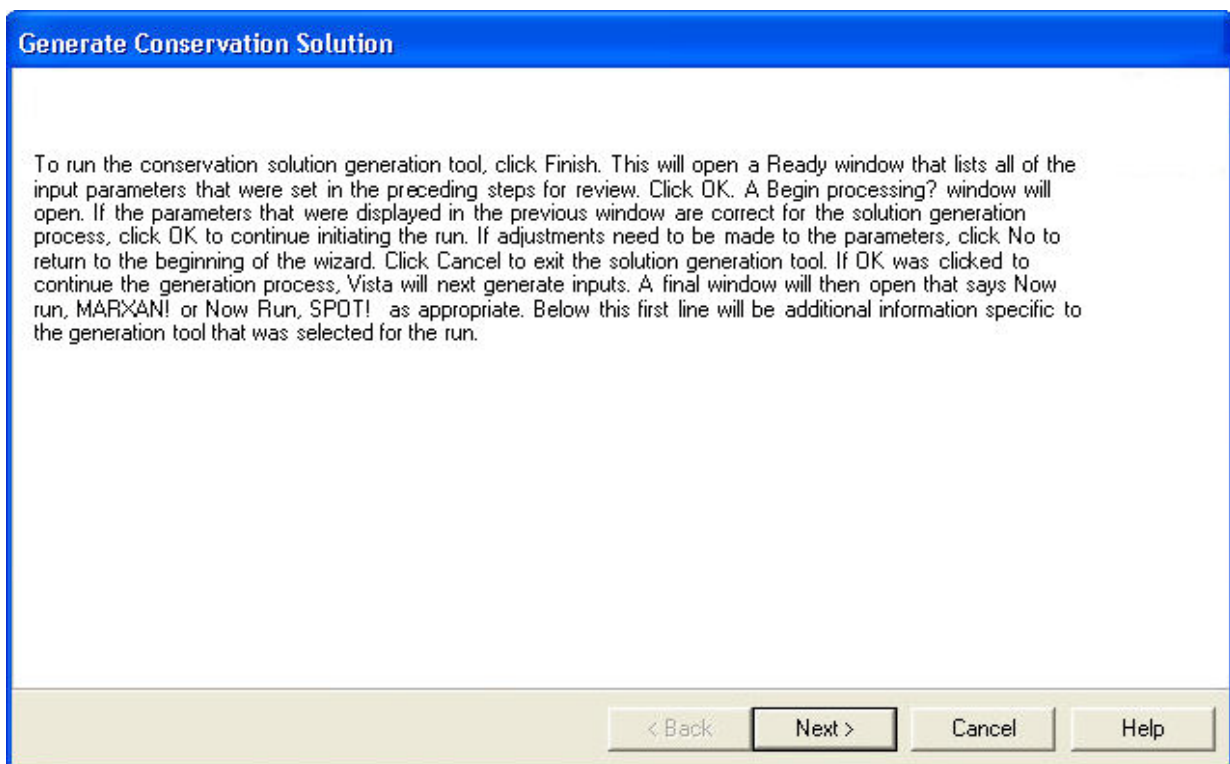 Generate Conservation Solution
To run the conservation solution generation tool, click Finish. This will open a Ready window that lists all of the
input parameters that were set in the preceding steps for review. Click OK. A Begin processing? window will
open. If the parameters that were displayed in the previous window are correct for the solution generation
process, click OK to continue initiating the run. If adjustments need to be made to the parameters, click No to
return to the beginning of the wizard. Click Cancel to exit the solution generation tool. If OK was clicked to
continue the generation process, Vista will next generate inputs. A final window will then open that says Now
run, MARXAN! or Now Run, SPOT! as appropriate. Below this first line will be additional information specific to
the generation tool that was selected for the run.
< Back Next > Cancel Help